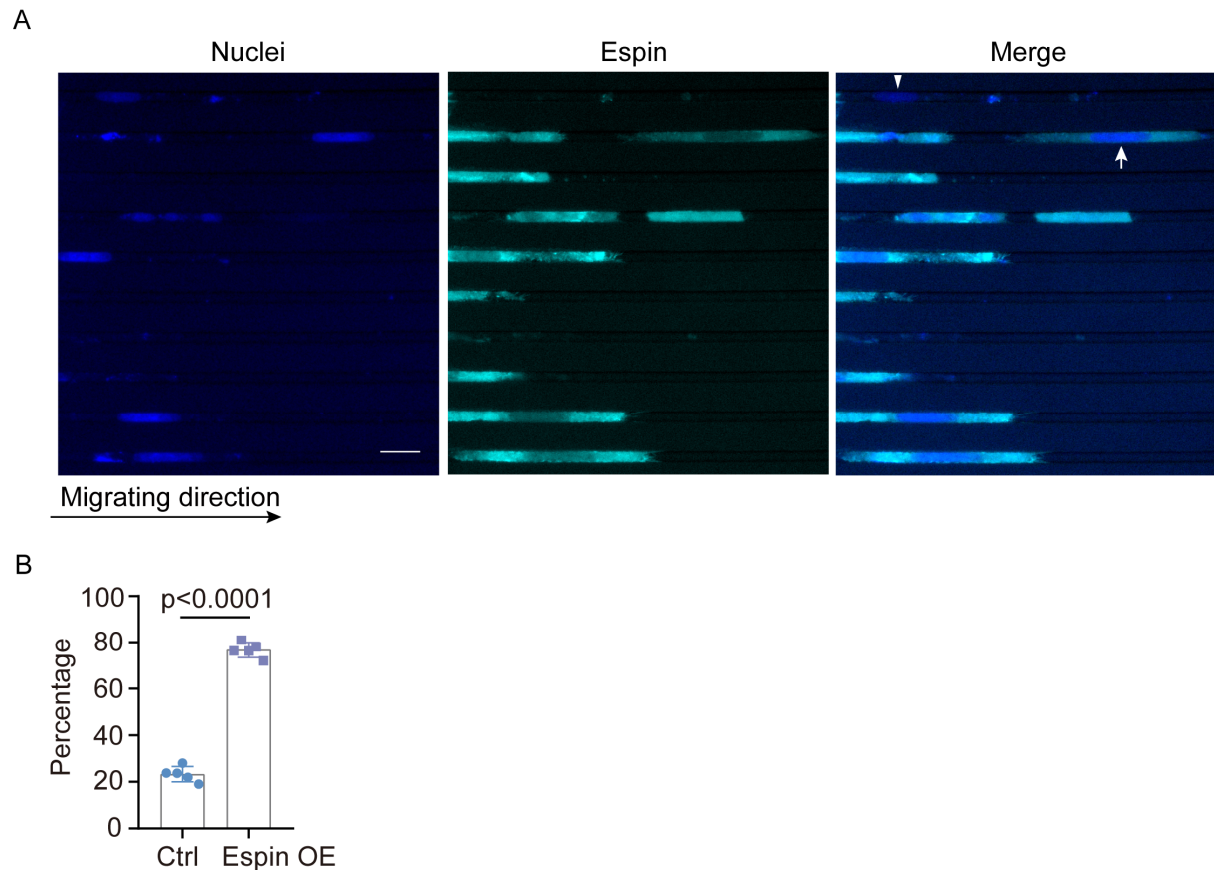 A
Nuclei Espin Merge
Migrating direction
B
p<0.0001
100
80
60
40
20
0
Percentage
Ctrl Espin OE